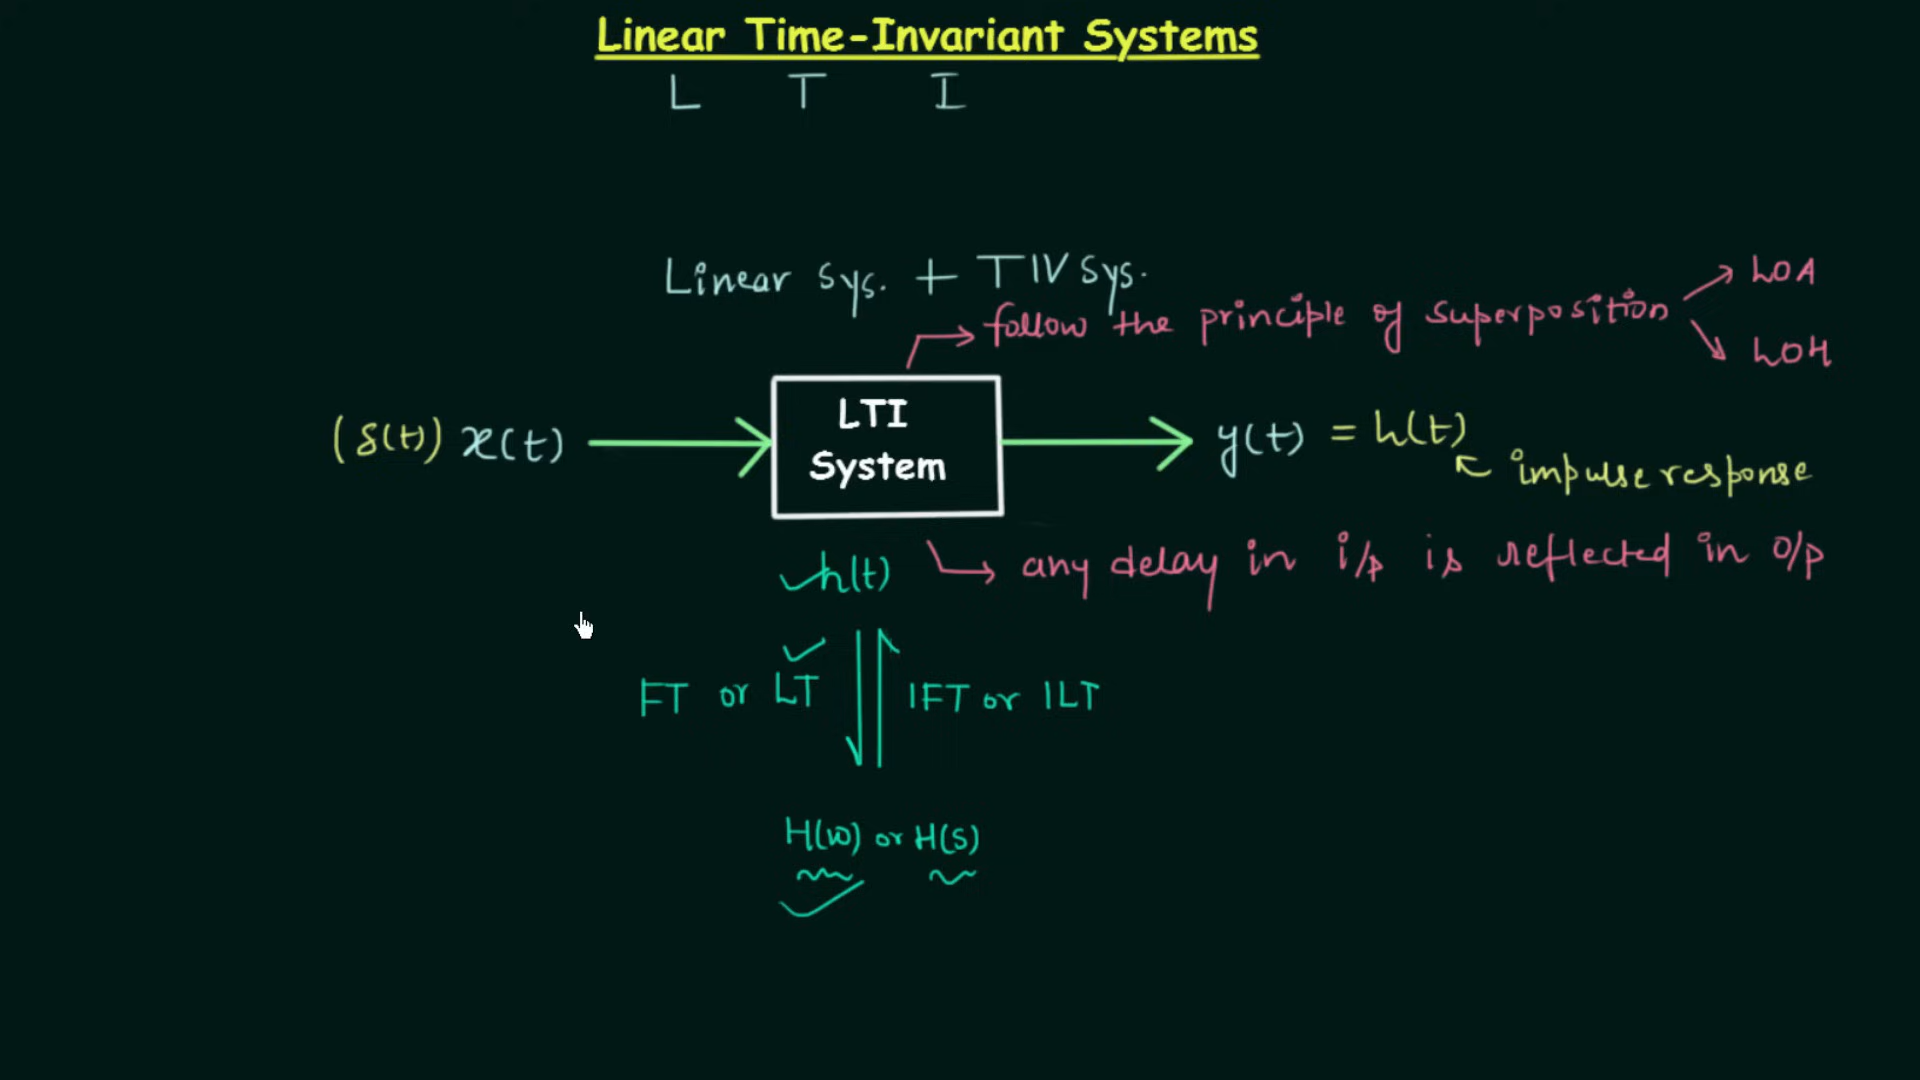 Linear Time-Invariant Systems
L T I
Linear sys. + TIV sys.
follow the principle of superposition
LOA
LOH
LTI
System
(δ(t)) x(t)
y(t) = h(t)
impulse response
h(t)
any delay in i/p is reflected in o/p
FT or LT
IFT or ILT
H(ω) or H(s)